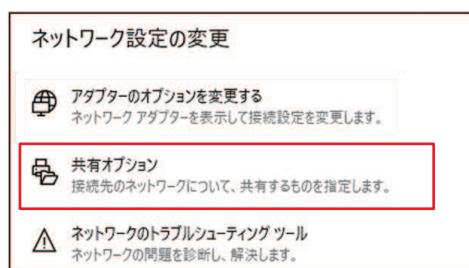 ネットワーク設定の変更
アダプターのオプションを変更する
ネットワーク アダプターを表示して接続設定を変更します。
共有オプション
接続先のネットワークについて、共有するものを指定します。
ネットワークのトラブルシューティング ツール
ネットワークの問題を診断し、解決します。